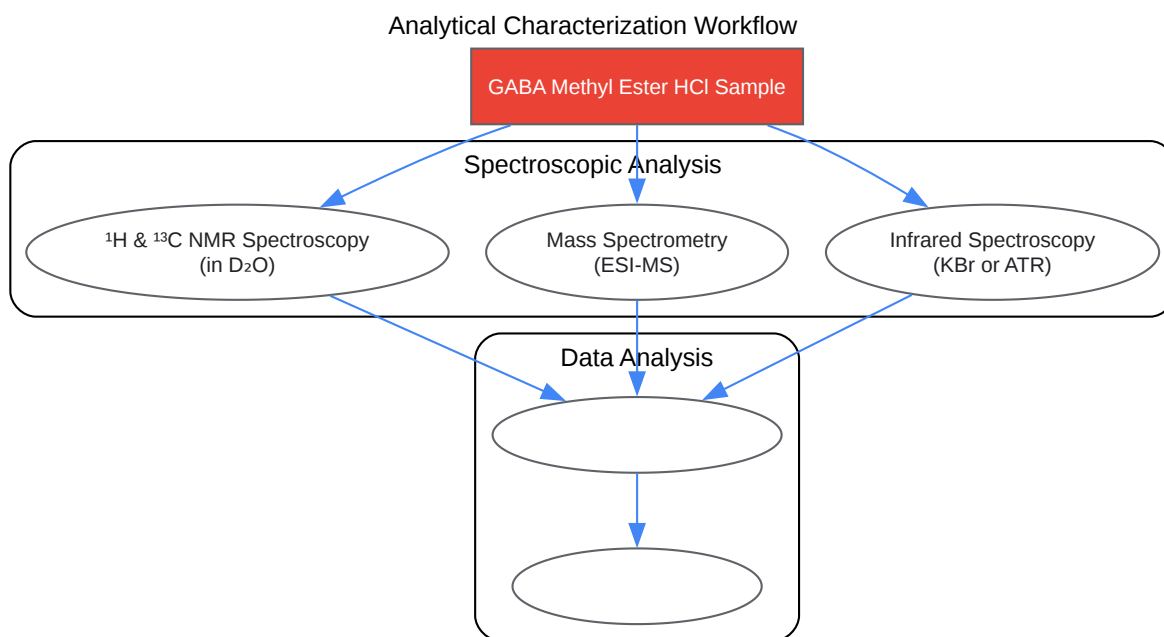 Analytical Characterization Workflow
GABA Methyl Ester HCl Sample
Spectroscopic Analysis
¹H & ¹³C NMR Spectroscopy
(in D₂O)
Mass Spectrometry
(ESI-MS)
Infrared Spectroscopy
(KBr or ATR)
Data Analysis